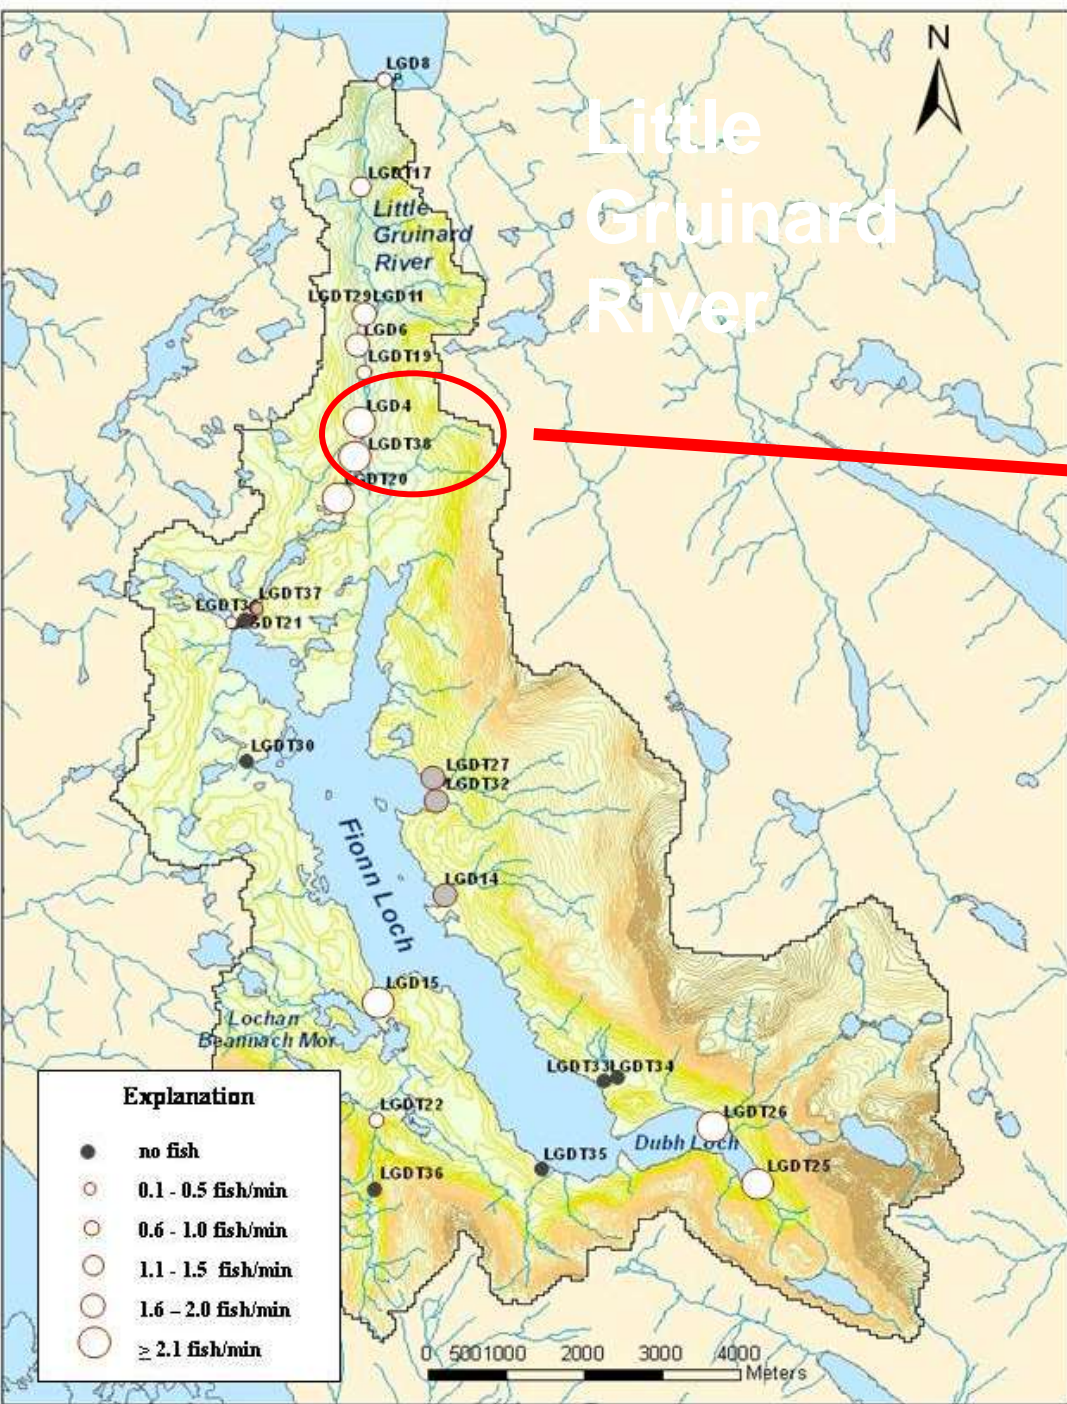 N
LGD8
Little
Gruinard
River
LGDT17
Little
Gruinard
River
LGDT29 LGD11
LGD6
LGDT19
LGD4
LGDT38
LGDT20
LGDT37
LGDT3
GDT21
LGDT30
LGDT27
LGDT32
Fionn Loch
LGD14
LGD15
Lochan
Beannach Mor
LGDT33 LGDT34
LGDT22
LGDT26
Dubh Loch
LGDT35
LGDT25
LGDT36
Explanation
no fish
0.1 - 0.5 fish/min
0.6 - 1.0 fish/min
1.1 - 1.5 fish/min
1.6 – 2.0 fish/min
≥ 2.1 fish/min
0 500 1000 2000 3000 4000
Meters